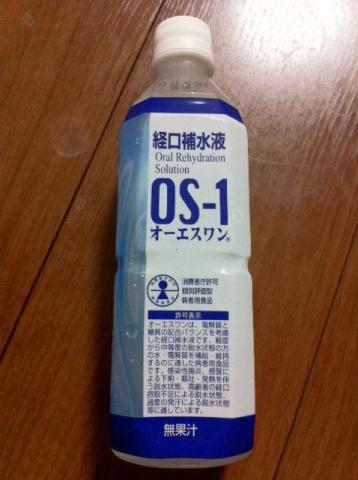 経口補水液
Oral Rehydration
Solution
OS-1
オーエスワン®
消費者庁許可
個別評価型
病者用食品
許可表示
オーエスワンは、電解質と
糖質の配合バランスを考慮
した経口補水液です。軽度
から中等度の脱水状態の方
の水・電解質を補給・維持
するのに適した病者用食品
です。感染性腸炎、感冒に
よる下痢・嘔吐・発熱を伴
う脱水状態、高齢者の経口
摂取不足による脱水状態、
過度の発汗による脱水状態
等に適しています。
無果汁